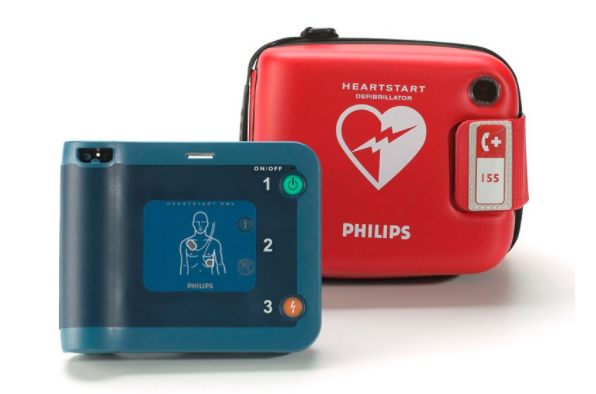 HEARTSTART
DEFIBRILLATOR
155
PHILIPS
ON/OFF
1
HEARTSTART FRx
2
PHILIPS
3